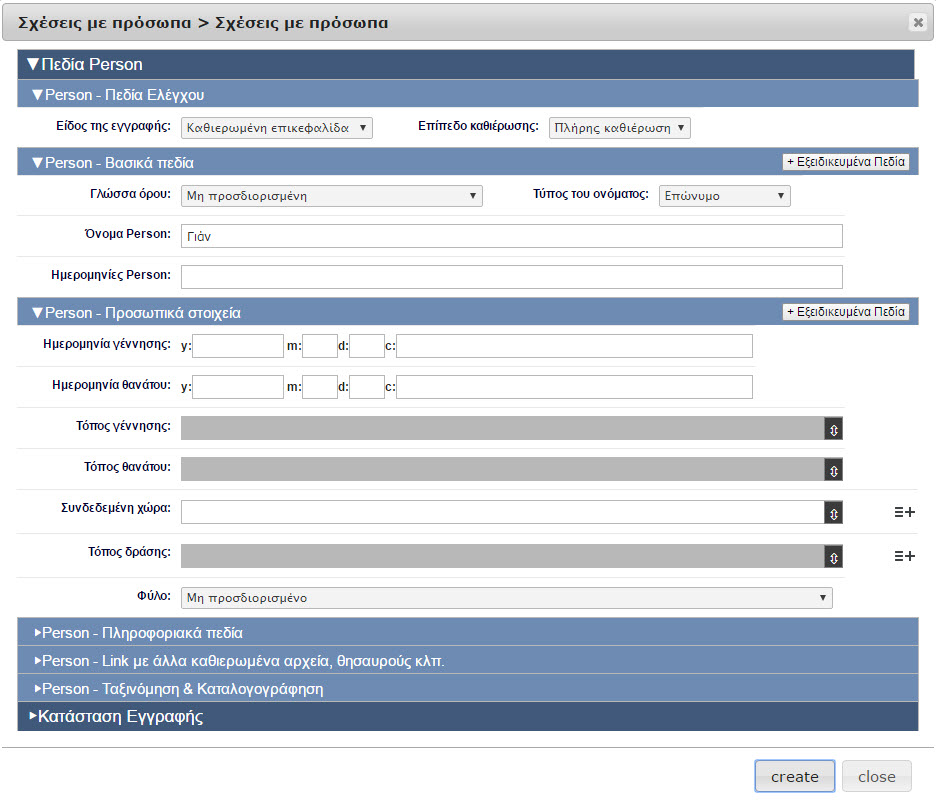 Σχέσεις με πρόσωπα > Σχέσεις με πρόσωπα
▼Πεδία Person
▼Person - Πεδία Ελέγχου
Είδος της εγγραφής: Καθιερωμένη επικεφαλίδα ▼ Επίπεδο καθιέρωσης: Πλήρης καθιέρωση ▼
▼Person - Βασικά πεδία + Εξειδικευμένα Πεδία
Γλώσσα όρου: Μη προσδιορισμένη ▼ Τύπος του ονόματος: Επώνυμο ▼
Όνομα Person: Γιάν
Ημερομηνίες Person:
▼Person - Προσωπικά στοιχεία + Εξειδικευμένα Πεδία
Ημερομηνία γέννησης: y: m: d: c:
Ημερομηνία θανάτου: y: m: d: c:
Τόπος γέννησης:
Τόπος θανάτου:
Συνδεδεμένη χώρα:
Τόπος δράσης:
Φύλο: Μη προσδιορισμένο ▼
▸Person - Πληροφοριακά πεδία
▸Person - Link με άλλα καθιερωμένα αρχεία, θησαυρούς κλπ.
▸Person - Ταξινόμηση & Καταλογογράφηση
▸Κατάσταση Εγγραφής
create close